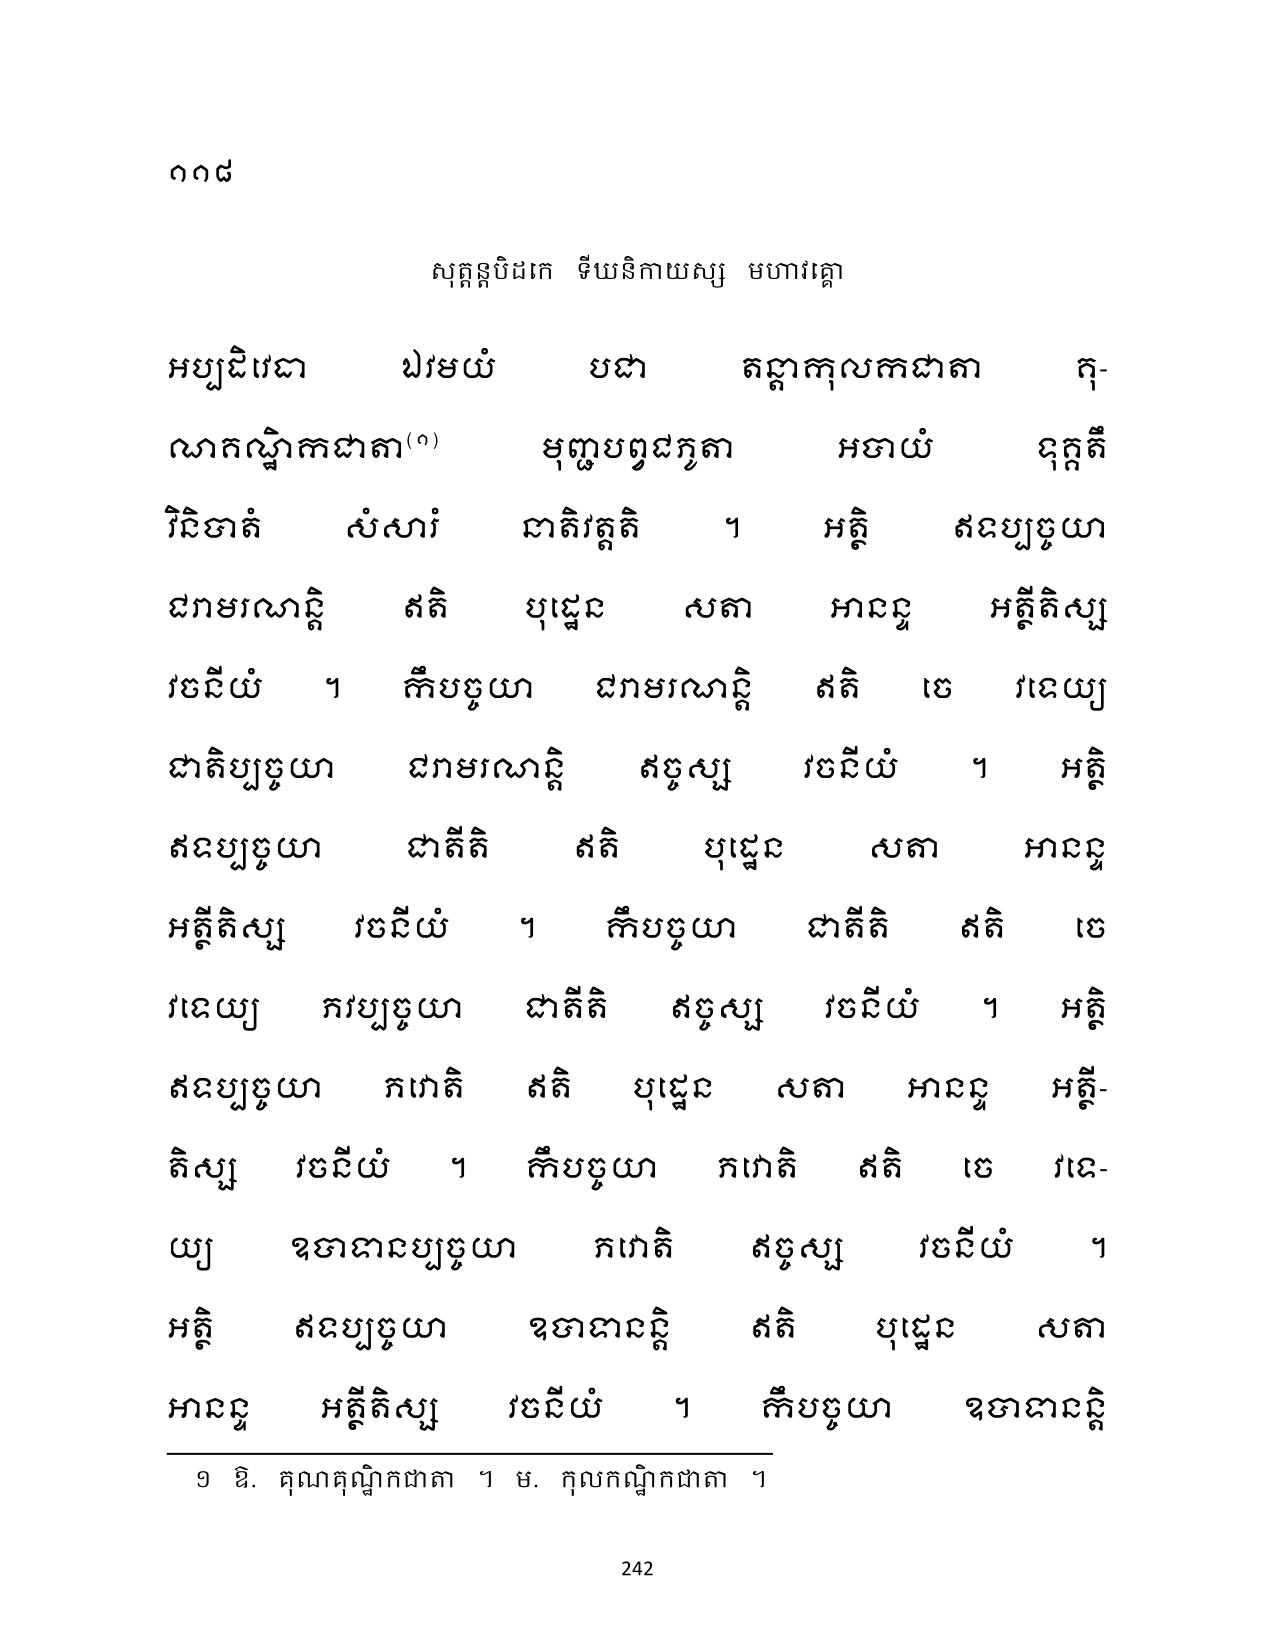 ១១៨
សុត្តន្តបិដកេ ទីឃនិកាយស្ស មហាវគ្គោ
អប្បដិវេធា ឯវមយំ បជា តន្តាកុលកជាតា គុ-
ណគណ្ឋិកជាតា(១) មុញ្ជបព្វជភូតា អបាយំ ទុគ្គតឹ
វិនិបាតំ សំសារំ នាតិវត្តតិ ។ អត្ថិ ឥទប្បច្ចយា
ជរាមរណន្តិ ឥតិ បុដ្ឋេន សតា អានន្ទ អត្ថីតិស្ស
វចនីយំ ។ កឹបច្ចយា ជរាមរណន្តិ ឥតិ ចេ វទេយ្យ
ជាតិប្បច្ចយា ជរាមរណន្តិ ឥច្ចស្ស វចនីយំ ។ អត្ថិ
ឥទប្បច្ចយា ជាតីតិ ឥតិ បុដ្ឋេន សតា អានន្ទ
អត្ថីតិស្ស វចនីយំ ។ កឹបច្ចយា ជាតីតិ ឥតិ ចេ
វទេយ្យ ភវប្បច្ចយា ជាតីតិ ឥច្ចស្ស វចនីយំ ។ អត្ថិ
ឥទប្បច្ចយា ភវោតិ ឥតិ បុដ្ឋេន សតា អានន្ទ អត្ថី-
តិស្ស វចនីយំ ។ កឹបច្ចយា ភវោតិ ឥតិ ចេ វទេ-
យ្យ ឧបាទានប្បច្ចយា ភវោតិ ឥច្ចស្ស វចនីយំ ។
អត្ថិ ឥទប្បច្ចយា ឧបាទានន្តិ ឥតិ បុដ្ឋេន សតា
អានន្ទ អត្ថីតិស្ស វចនីយំ ។ កឹបច្ចយា ឧបាទានន្តិ
១ ឱ. គុណគុណ្ឋិកជាតា ។ ម. កុលកណ្ឋិកជាតា ។
242